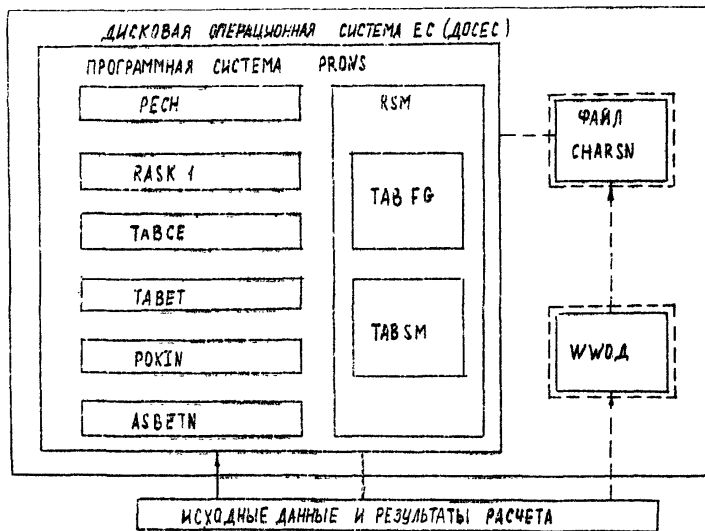 ДИСКОВАЯ ОПЕРАЦИОННАЯ СИСТЕМА ЕС (ДОСЕС)
ПРОГРАММНАЯ СИСТЕМА PRONS
РЕСН
RASK 1
TABCE
TABET
POKIN
ASBETN
RSM
TAB FG
TAB SM
ФАЙЛ
CHARSN
WWОД
ИСХОДНЫЕ ДАННЫЕ И РЕЗУЛЬТАТЫ РАСЧЕТА